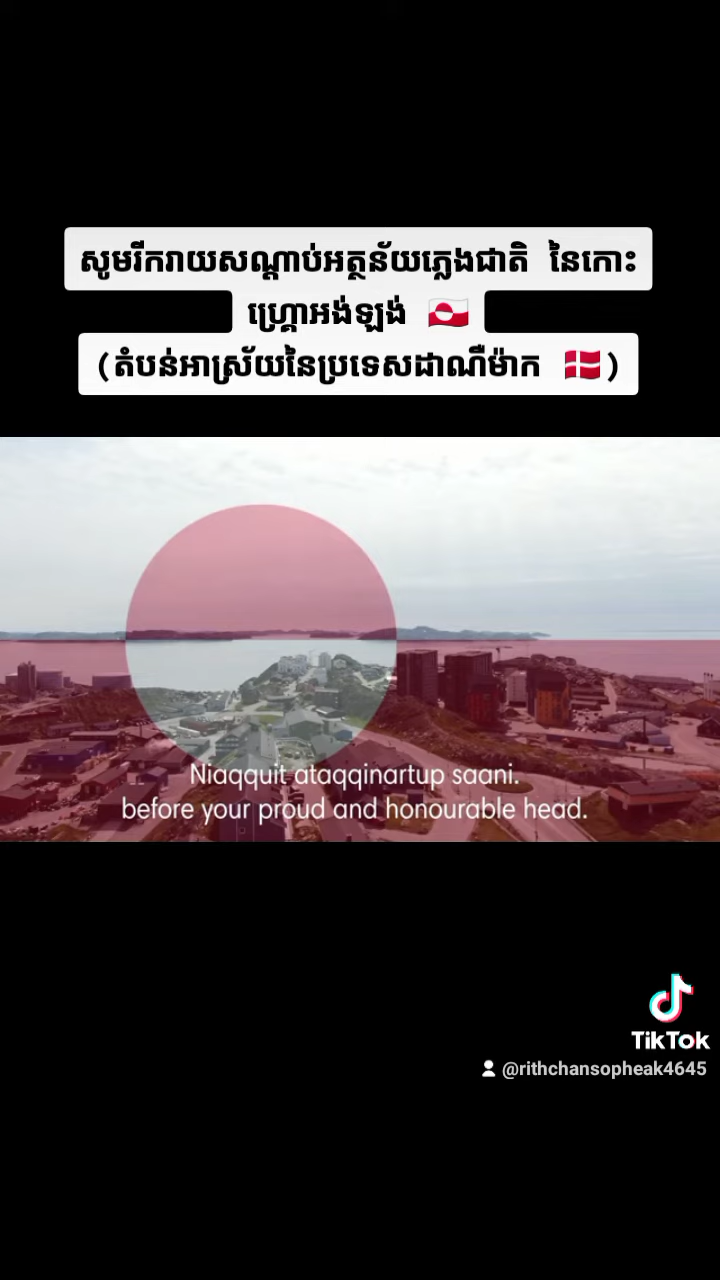 សូមរីករាយសណ្ដាប់អត្ថន័យភ្លេងជាតិ នៃកោះ
ហ្គ្រោអង់ឡង់ 🇬🇱
(តំបន់អាស្រ័យនៃប្រទេសដាណឺម៉ាក 🇩🇰)
Niaqquit ataqqinartup saani.
before your proud and honourable head.
TikTok
@rithchansopheak4645